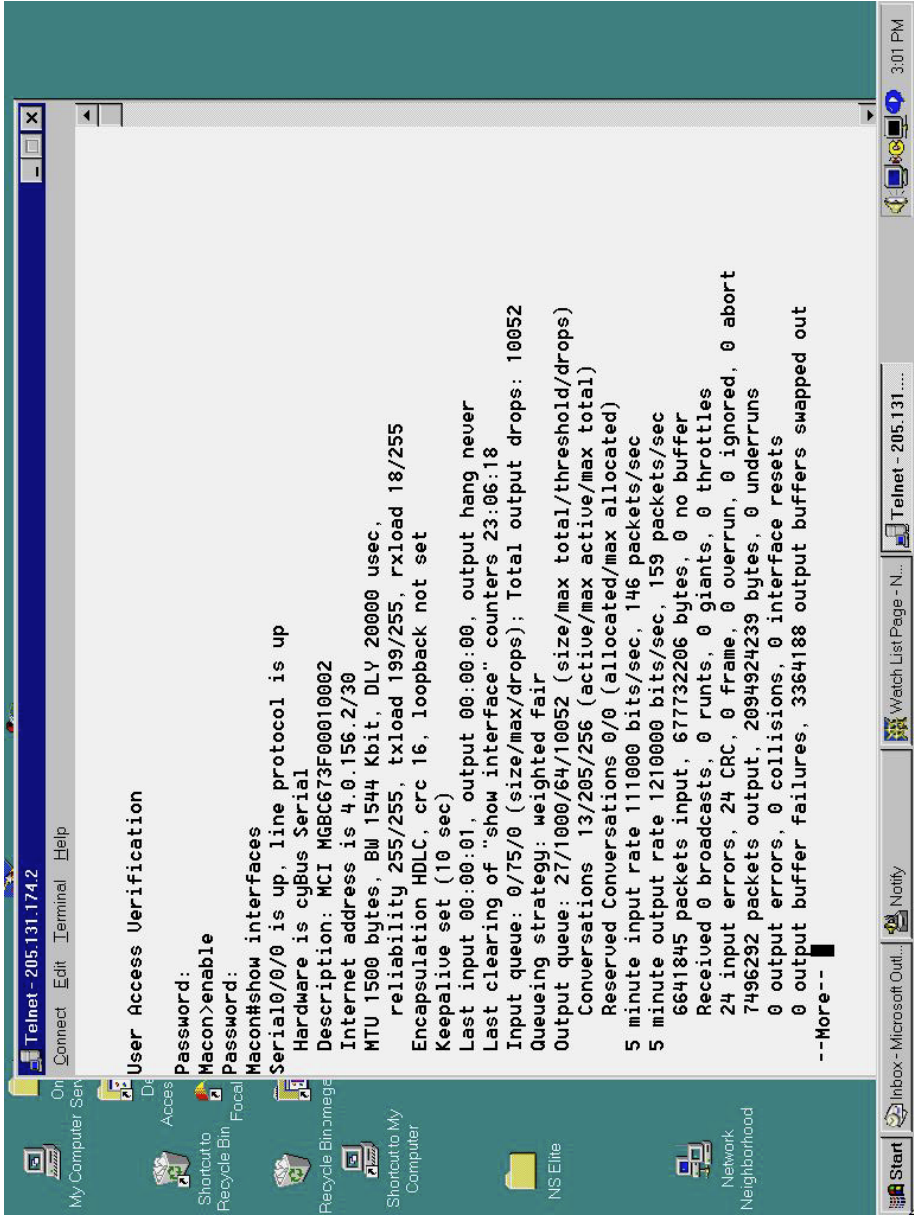 Telnet - 205.131.174.2
Connect Edit Terminal Help
User Access Verification
Password:
Macon>enable
Password:
Macon#show interfaces
Serial0/0/0 is up, line protocol is up
Hardware is cyBus Serial
Description: MCI MGBC673F00010002
Internet address is 4.0.156.2/30
MTU 1500 bytes, BW 1544 Kbit, DLY 20000 usec,
reliability 255/255, txload 199/255, rxload 18/255
Encapsulation HDLC, crc 16, loopback not set
Keepalive set (10 sec)
Last input 00:00:01, output 00:00:00, output hang never
Last clearing of "show interface" counters 23:06:18
Input queue: 0/75/0 (size/max/drops); Total output drops: 10052
Queueing strategy: weighted fair
Output queue: 27/1000/64/10052 (size/max total/threshold/drops)
Conversations 13/205/256 (active/max active/max total)
Reserved Conversations 0/0 (allocated/max allocated)
5 minute input rate 111000 bits/sec, 146 packets/sec
5 minute output rate 1210000 bits/sec, 159 packets/sec
6641845 packets input, 677732206 bytes, 0 no buffer
Received 0 broadcasts, 0 runts, 0 giants, 0 throttles
24 input errors, 24 CRC, 0 frame, 0 overrun, 0 ignored, 0 abort
7496292 packets output, 2094924239 bytes, 0 underruns
0 output errors, 0 collisions, 0 interface resets
0 output buffer failures, 3364188 output buffers swapped out
--More--
My Computer
On
Ser
De
Acces
Shortcut to
Recycle Bin
Focal
Recycle Bin
mega
Shortcut to My
Computer
NS Elite
Network
Neighborhood
Start
Inbox - Microsoft Outl...
Notify
Watch List Page - N...
Telnet - 205.131....
3:01 PM